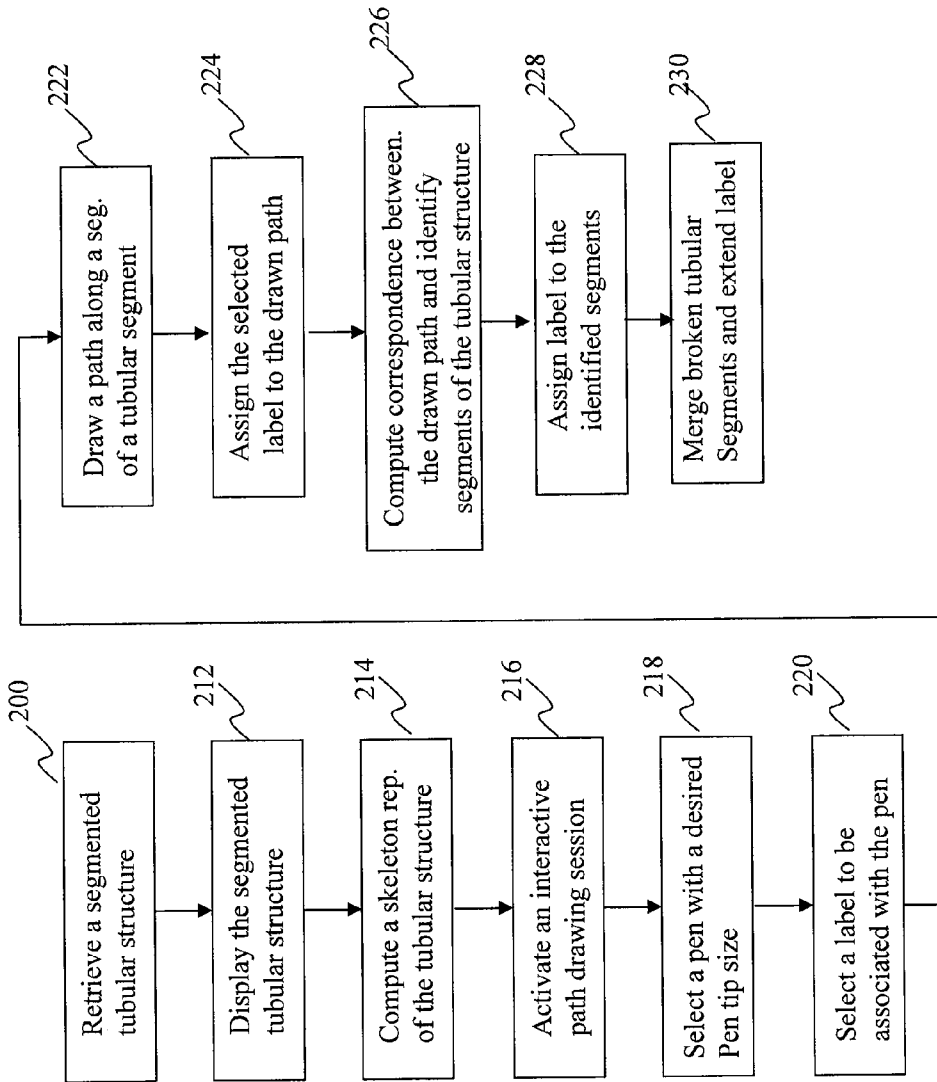 200
Retrieve a segmented
tubular structure
212
Display the segmented
tubular structure
214
Compute a skeleton rep.
of the tubular structure
216
Activate an interactive
path drawing session
218
Select a pen with a desired
Pen tip size
220
Select a label to be
associated with the pen
222
Draw a path along a seg.
of a tubular segment
224
Assign the selected
label to the drawn path
226
Compute correspondence between.
the drawn path and identify
segments of the tubular structure
228
Assign label to the
identified segments
230
Merge broken tubular
Segments and extend label